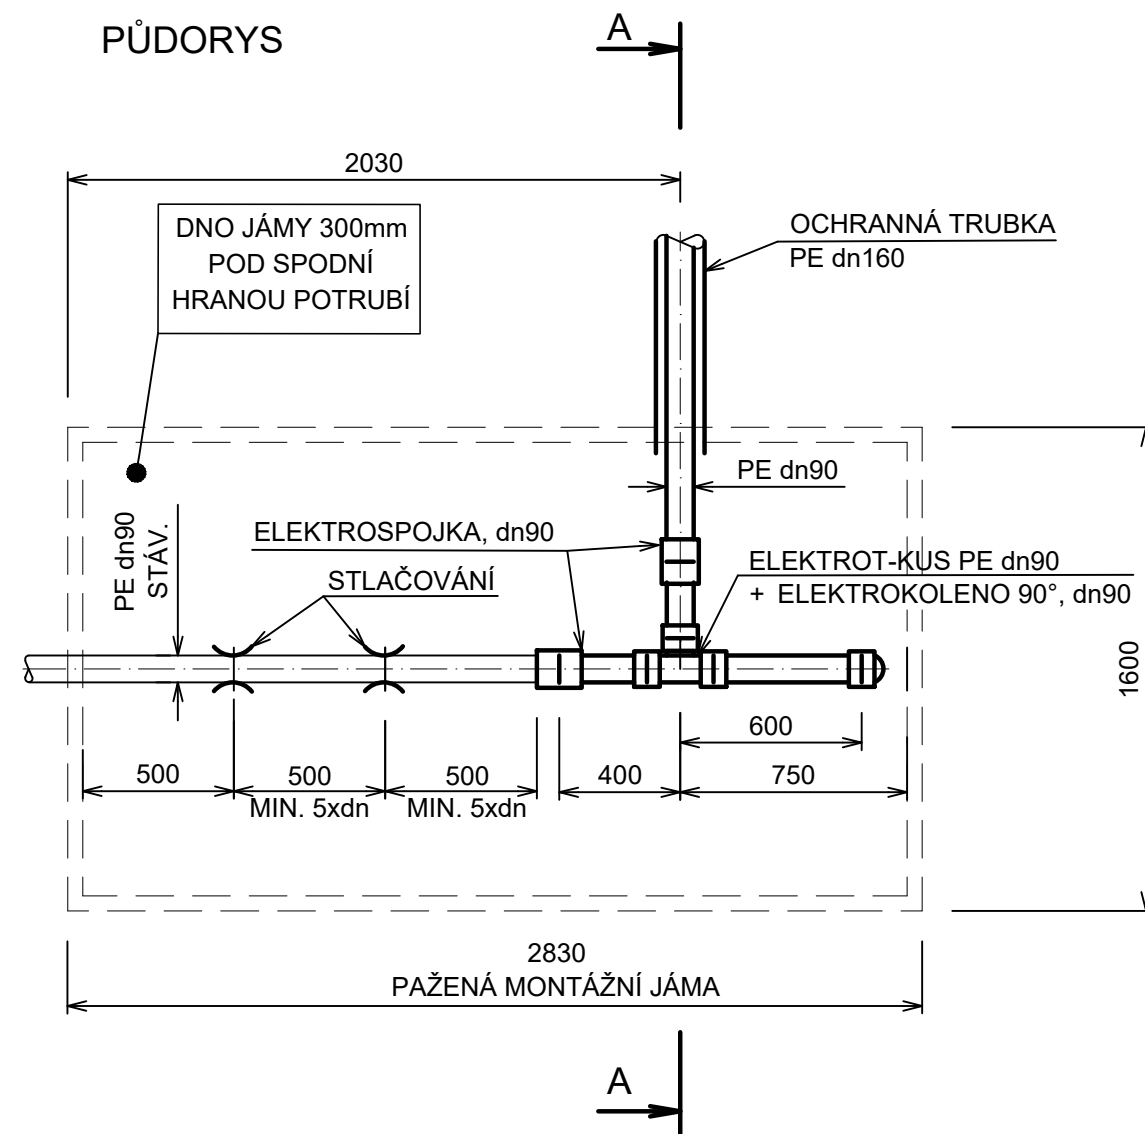 PŮDORYS
A
2030
DNO JÁMY 300mm
POD SPODNÍ
HRANOU POTRUBÍ
OCHRANNÁ TRUBKA
PE dn160
PE dn90
PE dn90
STÁV.
ELEKTROSPOJKA, dn90
STLAČOVÁNÍ
ELEKTROT-KUS PE dn90
+ ELEKTROKOLENO 90°, dn90
1600
600
500
500
MIN. 5xdn
500
MIN. 5xdn
400
750
2830
PAŽENÁ MONTÁŽNÍ JÁMA
A